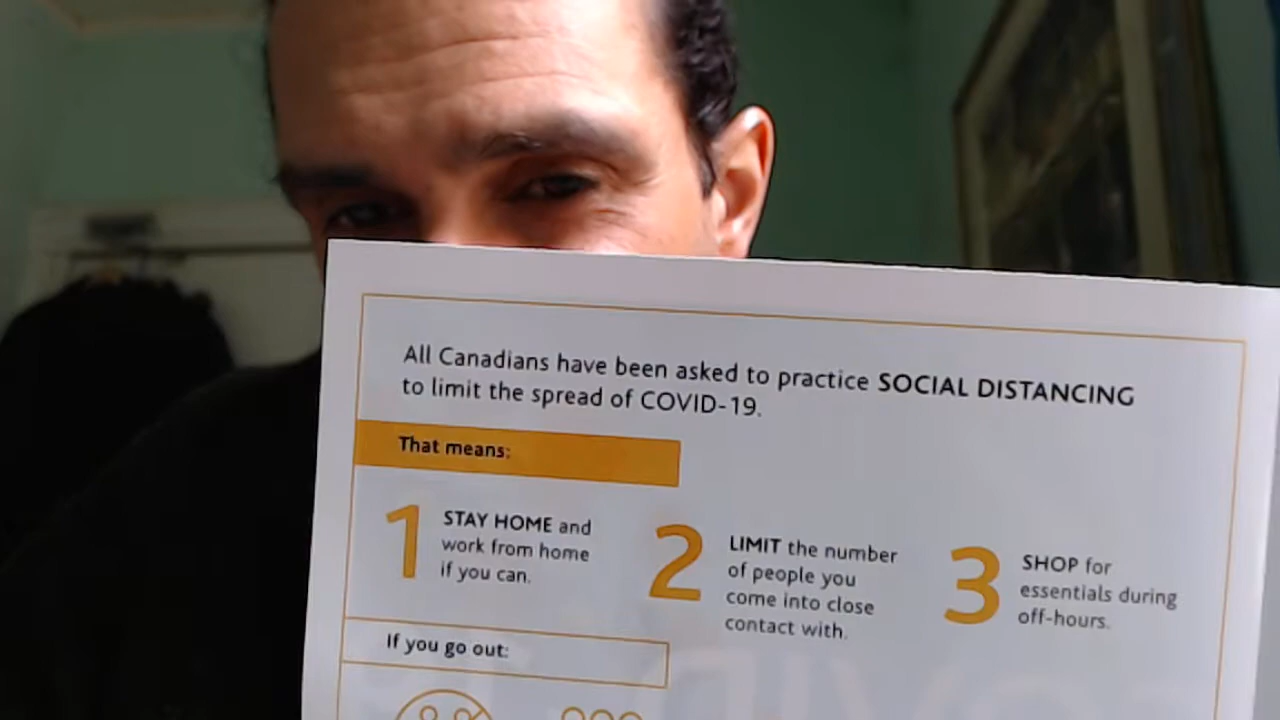 All Canadians have been asked to practice SOCIAL DISTANCING
to limit the spread of COVID-19.
That means:
1
STAY HOME and
work from home
if you can.
2
LIMIT the number
of people you
come into close
contact with.
3
SHOP for
essentials during
off-hours.
If you go out: